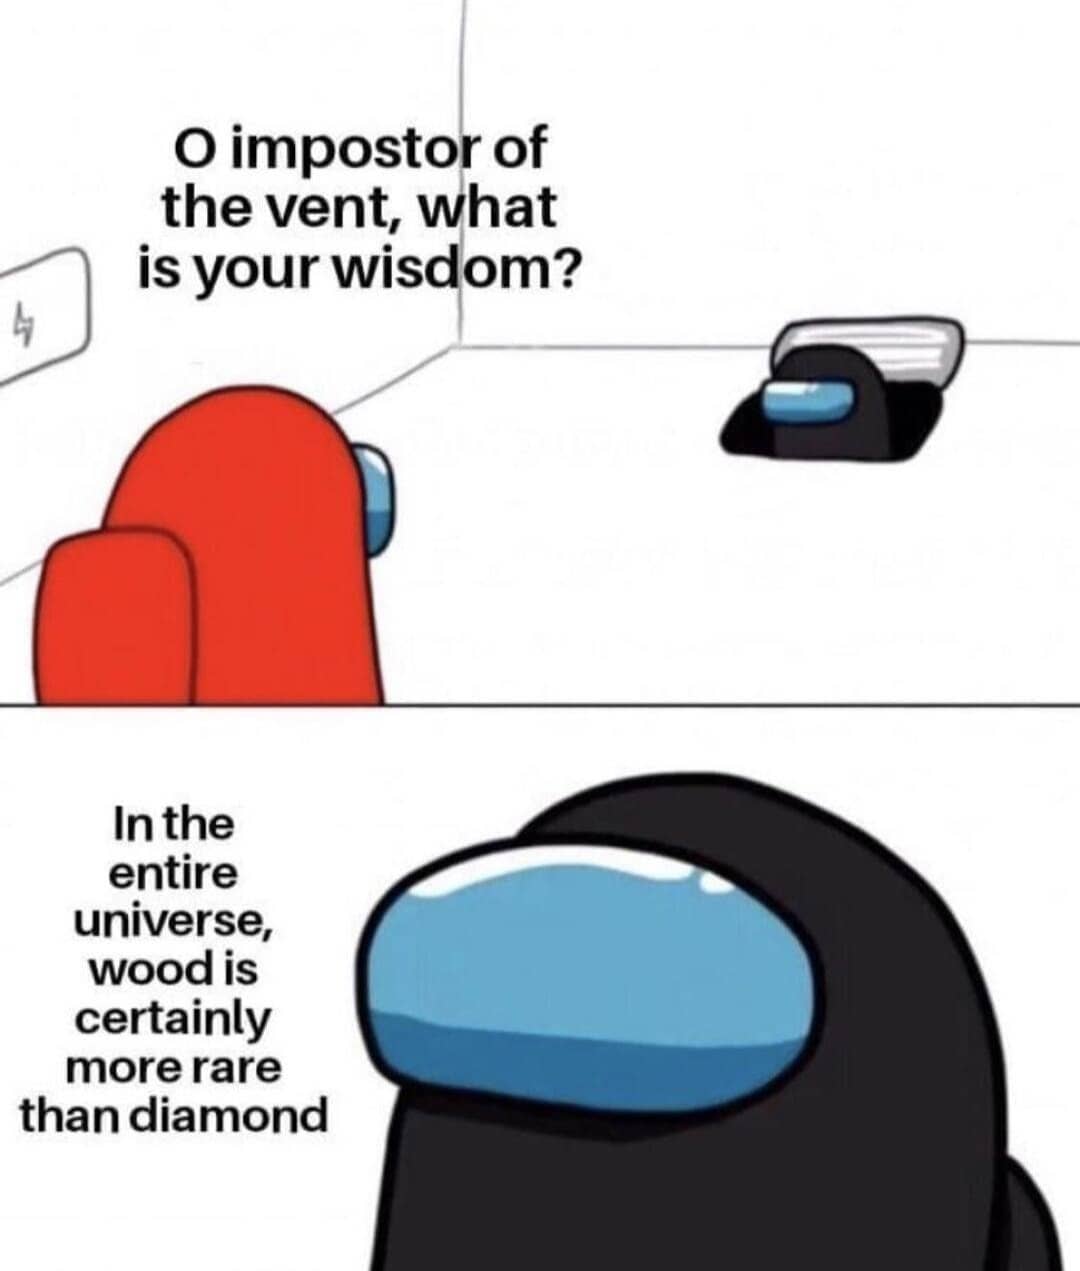 O impostor of
the vent, what
is your wisdom?
In the
entire
universe,
wood is
certainly
more rare
than diamond